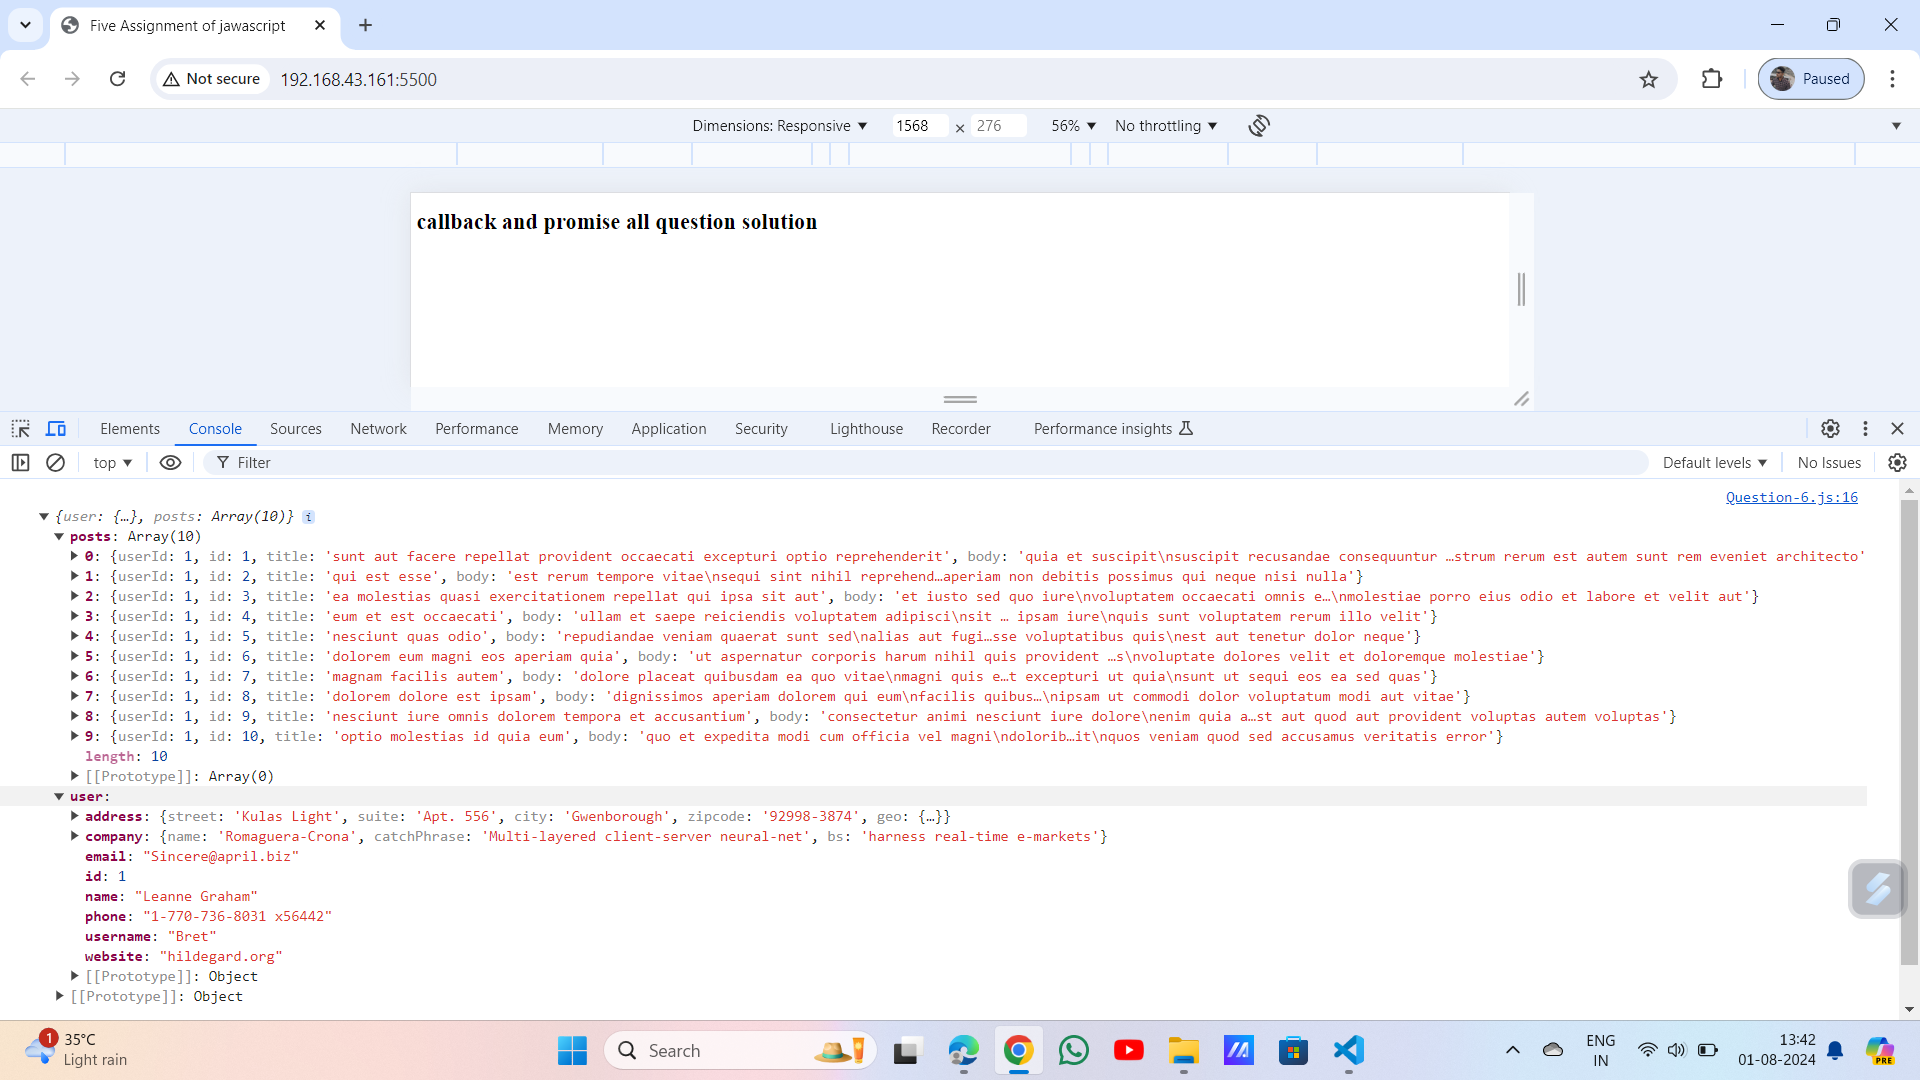 Five Assignment of jawascript
Not secure
192.168.43.161:5500
Paused
Dimensions: Responsive ▼ 1568 × 276 56% ▼ No throttling ▼
callback and promise all question solution
Elements Console Sources Network Performance Memory Application Security Lighthouse Recorder Performance insights
top ▼ Filter Default levels ▼ No Issues
Question-6.js:16
▼ {user: {…}, posts: Array(10)} i
▼ posts: Array(10)
▶ 0: {userId: 1, id: 1, title: 'sunt aut facere repellat provident occaecati excepturi optio reprehenderit', body: 'quia et suscipit\nsuscipit recusandae consequuntur …strum rerum est autem sunt rem eveniet architecto'
▶ 1: {userId: 1, id: 2, title: 'qui est esse', body: 'est rerum tempore vitae\nsequi sint nihil reprehend…aperiam non debitis possimus qui neque nisi nulla'}
▶ 2: {userId: 1, id: 3, title: 'ea molestias quasi exercitationem repellat qui ipsa sit aut', body: 'et iusto sed quo iure\nvoluptatem occaecati omnis e…\nmolestiae porro eius odio et labore et velit aut'}
▶ 3: {userId: 1, id: 4, title: 'eum et est occaecati', body: 'ullam et saepe reiciendis voluptatem adipisci\nsit … ipsam iure\nquis sunt voluptatem rerum illo velit'}
▶ 4: {userId: 1, id: 5, title: 'nesciunt quas odio', body: 'repudiandae veniam quaerat sunt sed\nalias aut fugi…sse voluptatibus quis\nest aut tenetur dolor neque'}
▶ 5: {userId: 1, id: 6, title: 'dolorem eum magni eos aperiam quia', body: 'ut aspernatur corporis harum nihil quis provident …s\nvoluptate dolores velit et doloremque molestiae'}
▶ 6: {userId: 1, id: 7, title: 'magnam facilis autem', body: 'dolore placeat quibusdam ea quo vitae\nmagni quis e…t excepturi ut quia\nsunt ut sequi eos ea sed quas'}
▶ 7: {userId: 1, id: 8, title: 'dolorem dolore est ipsam', body: 'dignissimos aperiam dolorem qui eum\nfacilis quibus…\nipsam ut commodi dolor voluptatum modi aut vitae'}
▶ 8: {userId: 1, id: 9, title: 'nesciunt iure omnis dolorem tempora et accusantium', body: 'consectetur animi nesciunt iure dolore\nenim quia a…st aut quod aut provident voluptas autem voluptas'}
▶ 9: {userId: 1, id: 10, title: 'optio molestias id quia eum', body: 'quo et expedita modi cum officia vel magni\ndolorib…it\nquos veniam quod sed accusamus veritatis error'}
length: 10
▶ [[Prototype]]: Array(0)
▼ user:
▶ address: {street: 'Kulas Light', suite: 'Apt. 556', city: 'Gwenborough', zipcode: '92998-3874', geo: {…}}
▶ company: {name: 'Romaguera-Crona', catchPhrase: 'Multi-layered client-server neural-net', bs: 'harness real-time e-markets'}
email: "Sincere@april.biz"
id: 1
name: "Leanne Graham"
phone: "1-770-736-8031 x56442"
username: "Bret"
website: "hildegard.org"
▶ [[Prototype]]: Object
▶ [[Prototype]]: Object
1
35°C
Light rain
Search
ENG
IN
13:42
01-08-2024
PRE